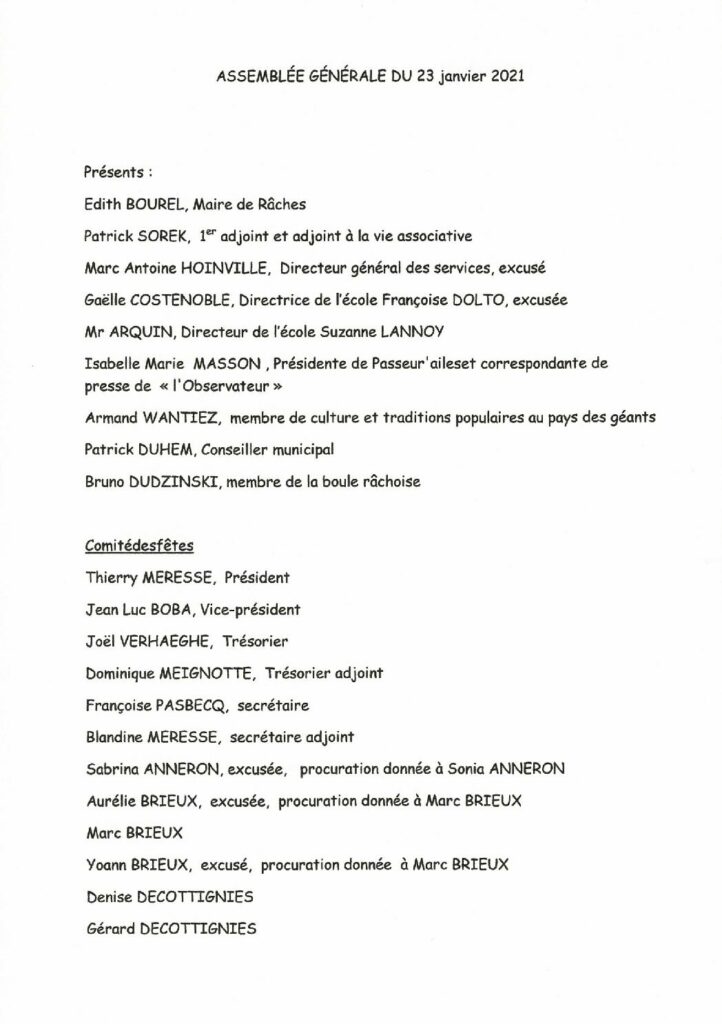 ASSEMBLÉE GÉNÉRALE DU 23 janvier 2021
Présents :
Edith BOUREL, Maire de Râches
Patrick SOREK, 1er adjoint et adjoint à la vie associative
Marc Antoine HOINVILLE, Directeur général des services, excusé
Gaëlle COSTENOBLE, Directrice de l'école Françoise DOLTO, excusée
Mr ARQUIN, Directeur de l'école Suzanne LANNOY
Isabelle Marie MASSON , Présidente de Passeur'aileset correspondante de
presse de « l'Observateur »
Armand WANTIEZ, membre de culture et traditions populaires au pays des géants
Patrick DUHEM, Conseiller municipal
Bruno DUDZINSKI, membre de la boule râchoise
Comitédesfêtes
Thierry MERESSE, Président
Jean Luc BOBA, Vice-président
Joël VERHAEGHE, Trésorier
Dominique MEIGNOTTE, Trésorier adjoint
Françoise PASBECQ, secrétaire
Blandine MERESSE, secrétaire adjoint
Sabrina ANNERON, excusée, procuration donnée à Sonia ANNERON
Aurélie BRIEUX, excusée, procuration donnée à Marc BRIEUX
Marc BRIEUX
Yoann BRIEUX, excusé, procuration donnée à Marc BRIEUX
Denise DECOTTIGNIES
Gérard DECOTTIGNIES